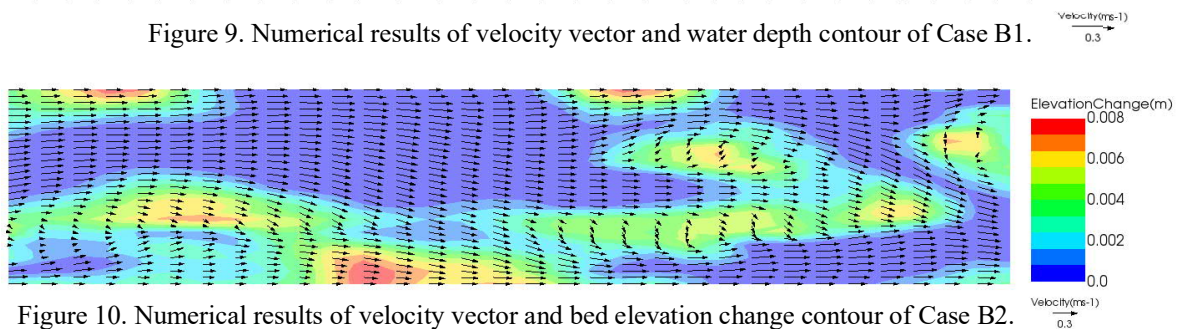 Velocity(ms-1)
0.3
Figure 9. Numerical results of velocity vector and water depth contour of Case B1.
ElevationChange(m)
0.008
0.006
0.004
0.002
0.0
Velocity(ms-1)
0.3
Figure 10. Numerical results of velocity vector and bed elevation change contour of Case B2.